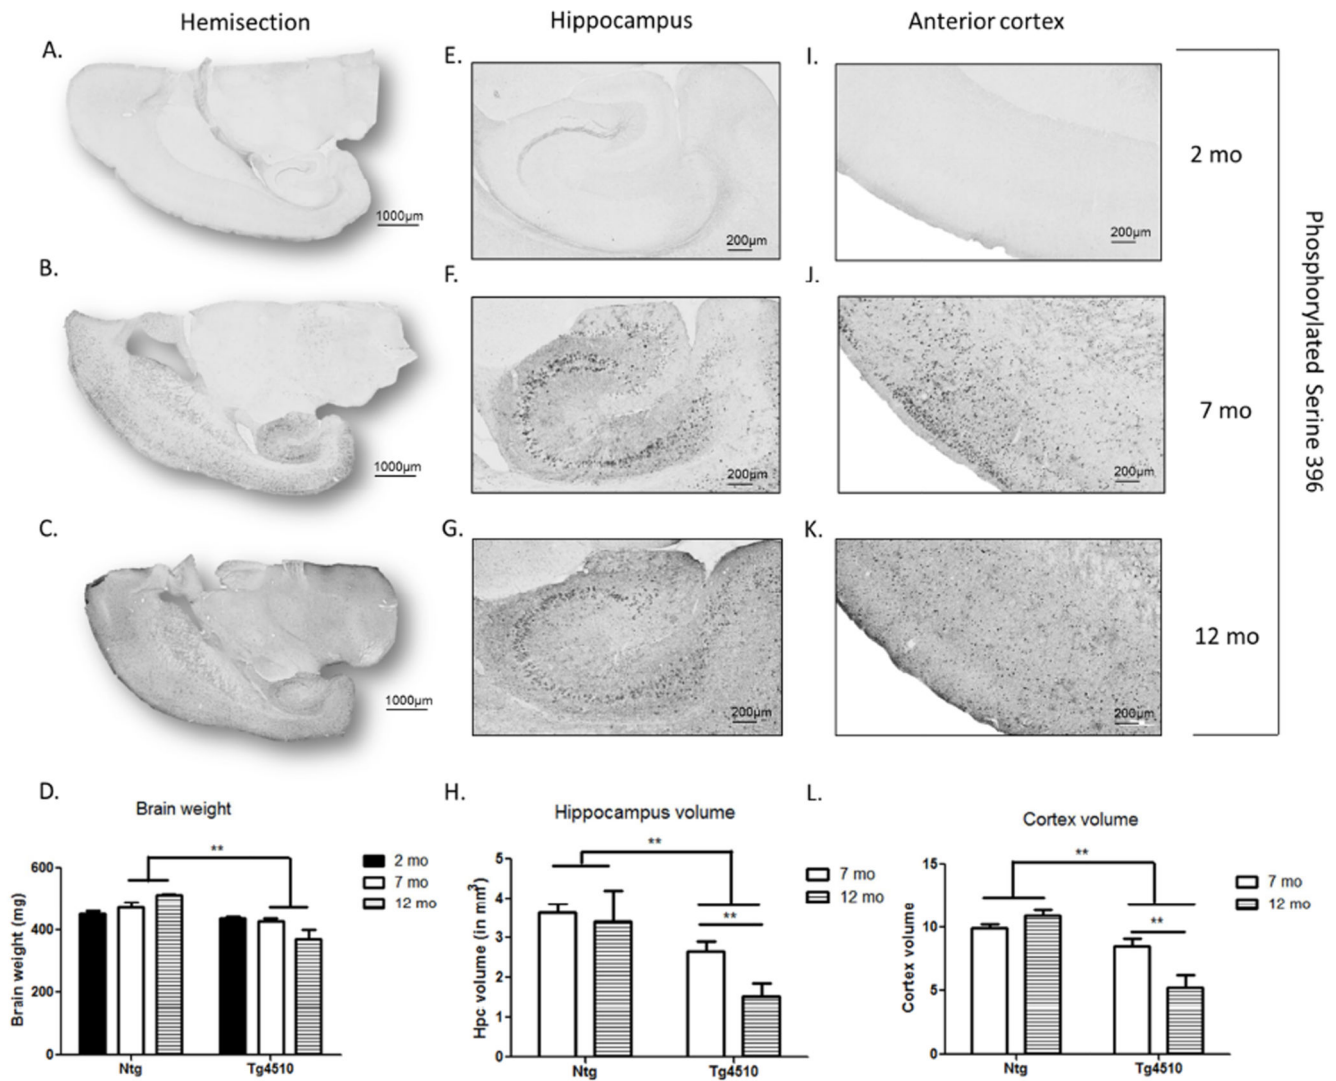 Hemisection
Hippocampus
Anterior cortex
A.
E.
I.
1000μm
200μm
200μm
2 mo
B.
F.
J.
1000μm
200μm
200μm
7 mo
C.
G.
K.
1000μm
200μm
200μm
12 mo
Phosphorylated Serine 396
D.
Brain weight
**
600
400
200
0
Brain weight (mg)
Ntg
Tg4510
2 mo
7 mo
12 mo
H.
Hippocampus volume
**
**
5
4
3
2
1
0
Hpc volume (in mm3)
Ntg
Tg4510
7 mo
12 mo
L.
Cortex volume
**
**
15
10
5
0
Cortex volume
Ntg
Tg4510
7 mo
12 mo